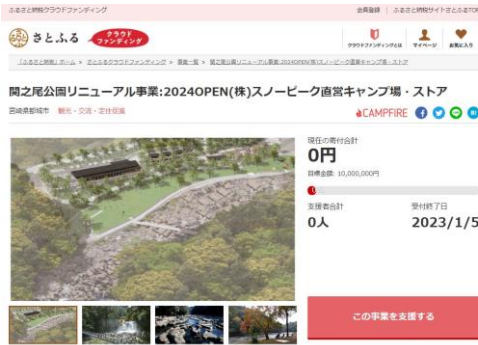 ふるさと納税クラウドファンディング
会員登録 ふるさと納税サイトさとふるTOP
さとふる クラウドファンディング
クラウドファンディングとは マイページ お気に入り
「ふるさと納税」ホーム > さとふるクラウドファンディング > 事業一覧 > 関之尾公園リニューアル事業:2024OPEN(株)スノーピーク直営キャンプ場・ストア
関之尾公園リニューアル事業:2024OPEN(株)スノーピーク直営キャンプ場・ストア
宮崎県都城市 観光・交流・定住促進
CAMPFIRE
現在の寄付合計
0円
目標金額: 10,000,000円
0
支援者合計 受付終了日
0人 2023/1/5
この事業を支援する